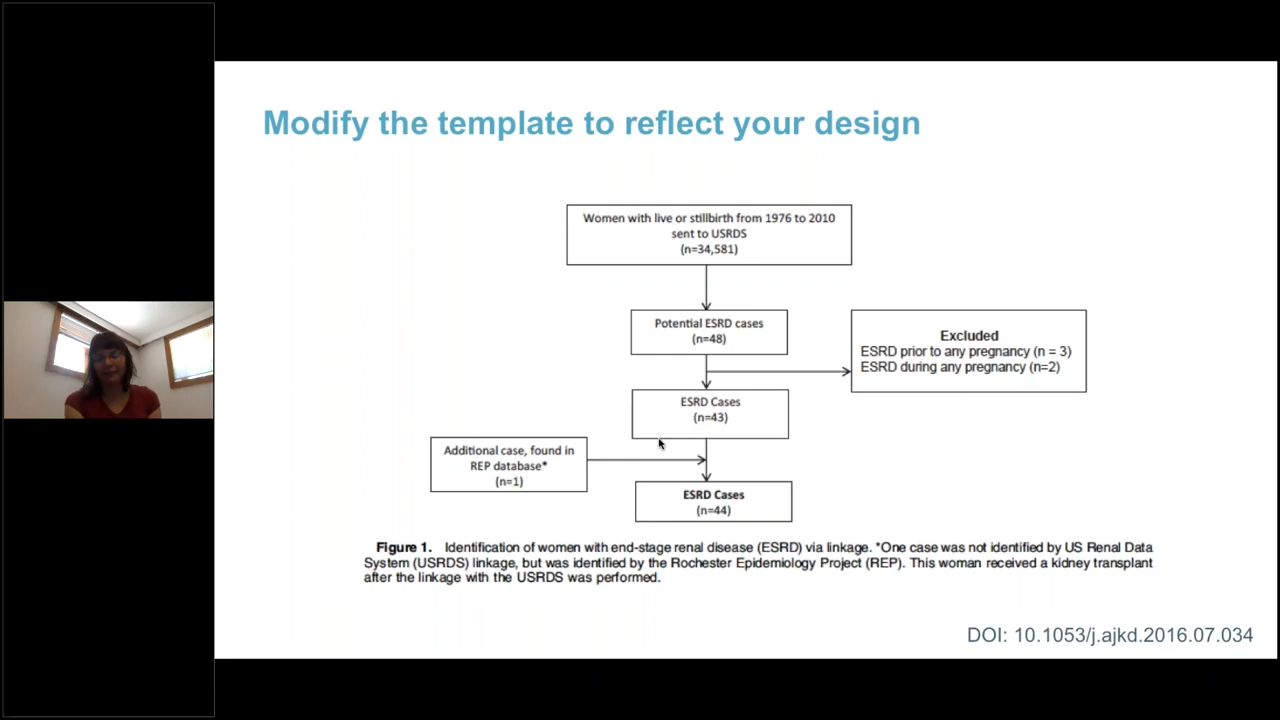 Modify the template to reflect your design
Women with live or stillbirth from 1976 to 2010
sent to USRDS
(n=34,581)
Potential ESRD cases
(n=48)
Excluded
ESRD prior to any pregnancy (n = 3)
ESRD during any pregnancy (n=2)
ESRD Cases
(n=43)
Additional case, found in
REP database*
(n=1)
ESRD Cases
(n=44)
Figure 1. Identification of women with end-stage renal disease (ESRD) via linkage. *One case was not identified by US Renal Data
System (USRDS) linkage, but was identified by the Rochester Epidemiology Project (REP). This woman received a kidney transplant
after the linkage with the USRDS was performed.
DOI: 10.1053/j.ajkd.2016.07.034